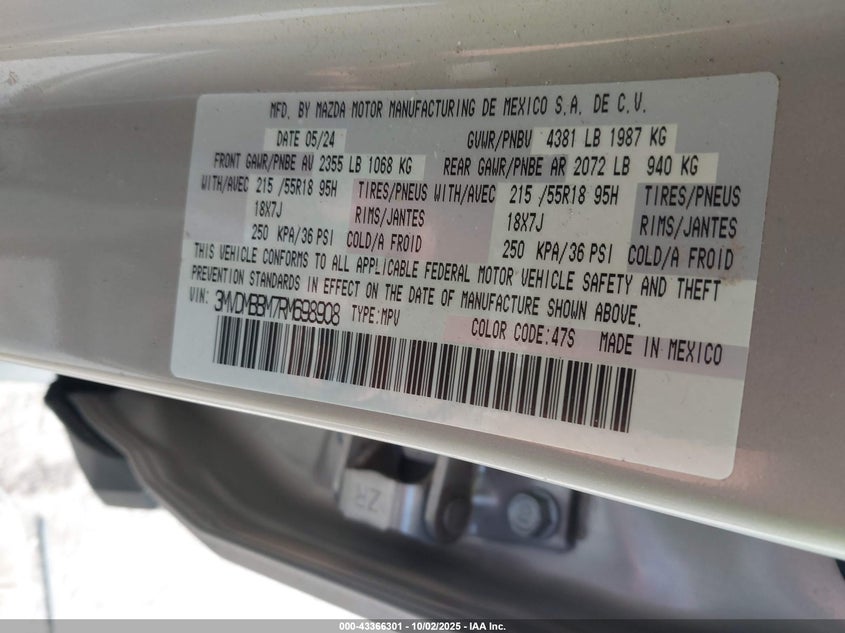 MFD. BY MAZDA MOTOR MANUFACTURING DE MEXICO S.A. DE C.V.
DATE 05/24 GVWR/PNBV 4381 LB 1987 KG
FRONT GAWR/PNBE AV 2355 LB 1068 KG REAR GAWR/PNBE AR 2072 LB 940 KG
WITH/AVEC 215 /55R18 95H TIRES/PNEUS WITH/AVEC 215 /55R18 95H TIRES/PNEUS
18X7J RIMS/JANTES 18X7J RIMS/JANTES
250 KPA/36 PSI COLD/A FROID 250 KPA/36 PSI COLD/A FROID
THIS VEHICLE CONFORMS TO ALL APPLICABLE FEDERAL MOTOR VEHICLE SAFETY AND THEFT
PREVENTION STANDARDS IN EFFECT ON THE DATE OF MANUFACTURE SHOWN ABOVE.
VIN: 3MVDMBBM7RM698908 TYPE:MPV COLOR CODE:47S MADE IN MEXICO
ZR
000-43366301 - 10/02/2025 - IAA Inc.